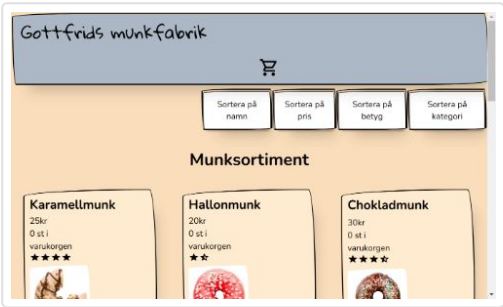 Gottfrids munkfabrik
Sortera på
namn
Sortera på
pris
Sortera på
betyg
Sortera på
kategori
Munksortiment
Karamellmunk
25kr
0 st i
varukorgen
Hallonmunk
20kr
0 st i
varukorgen
Chokladmunk
30kr
0 st i
varukorgen